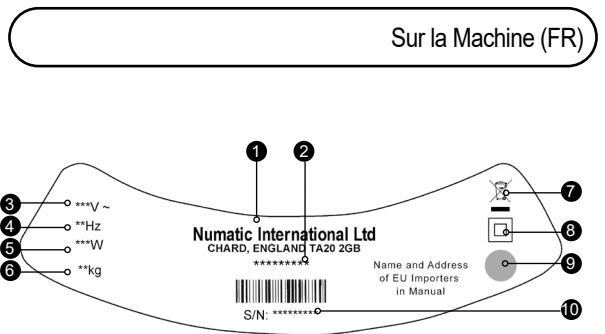 Sur la Machine (FR)
1
2
3
***V ~
4
**Hz
5
***W
6
**kg
Numatic International Ltd
CHARD, ENGLAND TA20 2GB
*********
S/N: *********
Name and Address
of EU Importers
in Manual
7
8
9
10